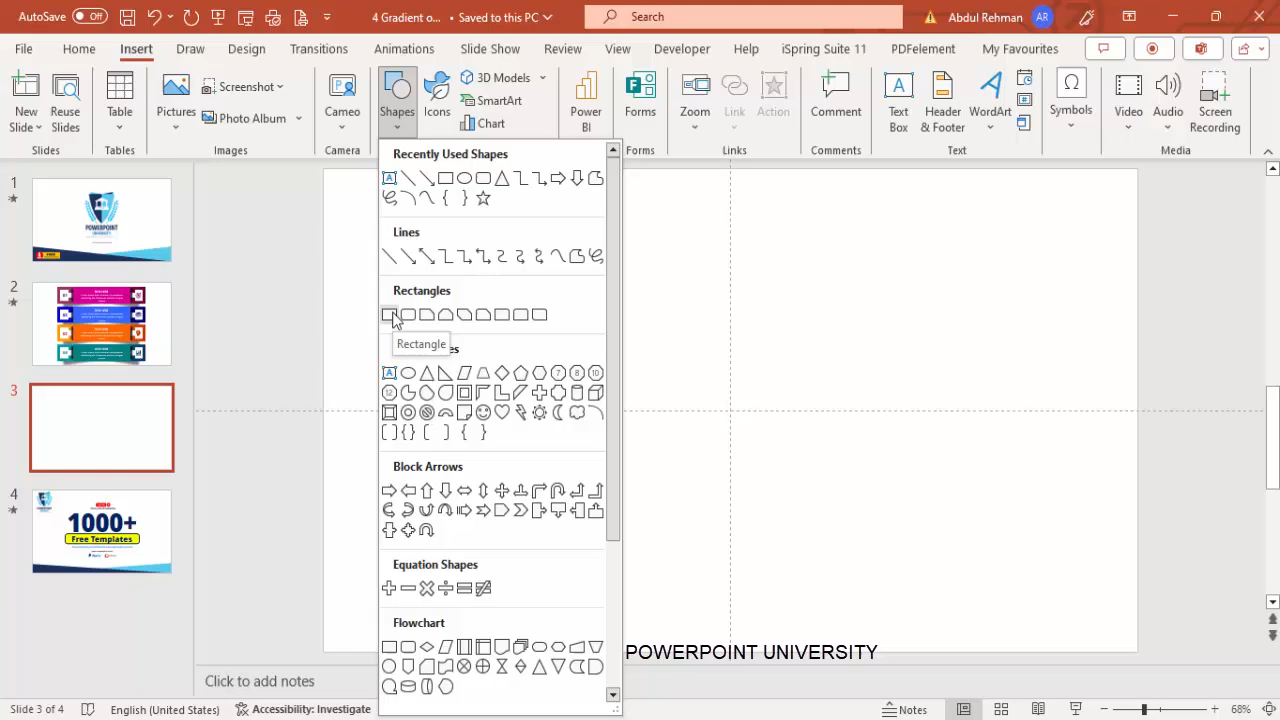 AutoSave Off 4 Gradient o... - Saved to this PC Search Abdul Rehman AR
File Home Insert Draw Design Transitions Animations Slide Show Review View Developer Help iSpring Suite 11 PDFelement My Favourites
New Slide Reuse Slides Table Pictures Screenshot Photo Album Cameo Shapes Icons 3D Models SmartArt Chart Power BI Forms Zoom Link Action Comment Text Box Header & Footer WordArt Symbols Video Audio Screen Recording
Slides Tables Images Camera Forms Links Comments Text Media
Recently Used Shapes
Lines
Rectangles
Rectangle
es
Block Arrows
Equation Shapes
Flowchart
1
POWERPOINT
UNIVERSITY
2
3
4
1000+
Free Templates
POWERPOINT UNIVERSITY
Click to add notes
Slide 3 of 4 English (United States) Accessibility: Investigate Notes 68%